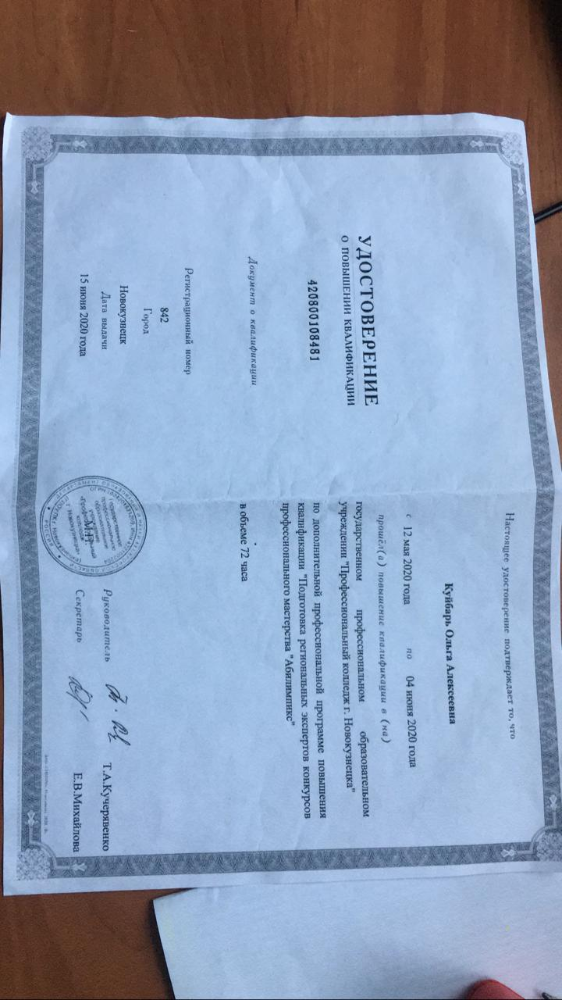 УДОСТОВЕРЕНИЕ
О ПОВЫШЕНИИ КВАЛИФИКАЦИИ
420800108481
Документ о квалификации
Регистрационный номер
842
Город
Новокузнецк
Дата выдачи
15 июня 2020 года
Настоящее удостоверение подтверждает то, что
Куйбарь Ольга Алексеевна
с 12 мая 2020 года по 04 июня 2020 года
прошёл(а) повышение квалификации в (на)
государственном профессиональном образовательном
учреждении "Профессиональный колледж г. Новокузнецка"
по дополнительной профессиональной программе повышения
квалификации "Подготовка региональных экспертов конкурсов
профессионального мастерства "Абилимпикс"
в объеме 72 часа
М.П.
Руководитель Т.А.Кучерявенко
Секретарь Е.В.Михайлова